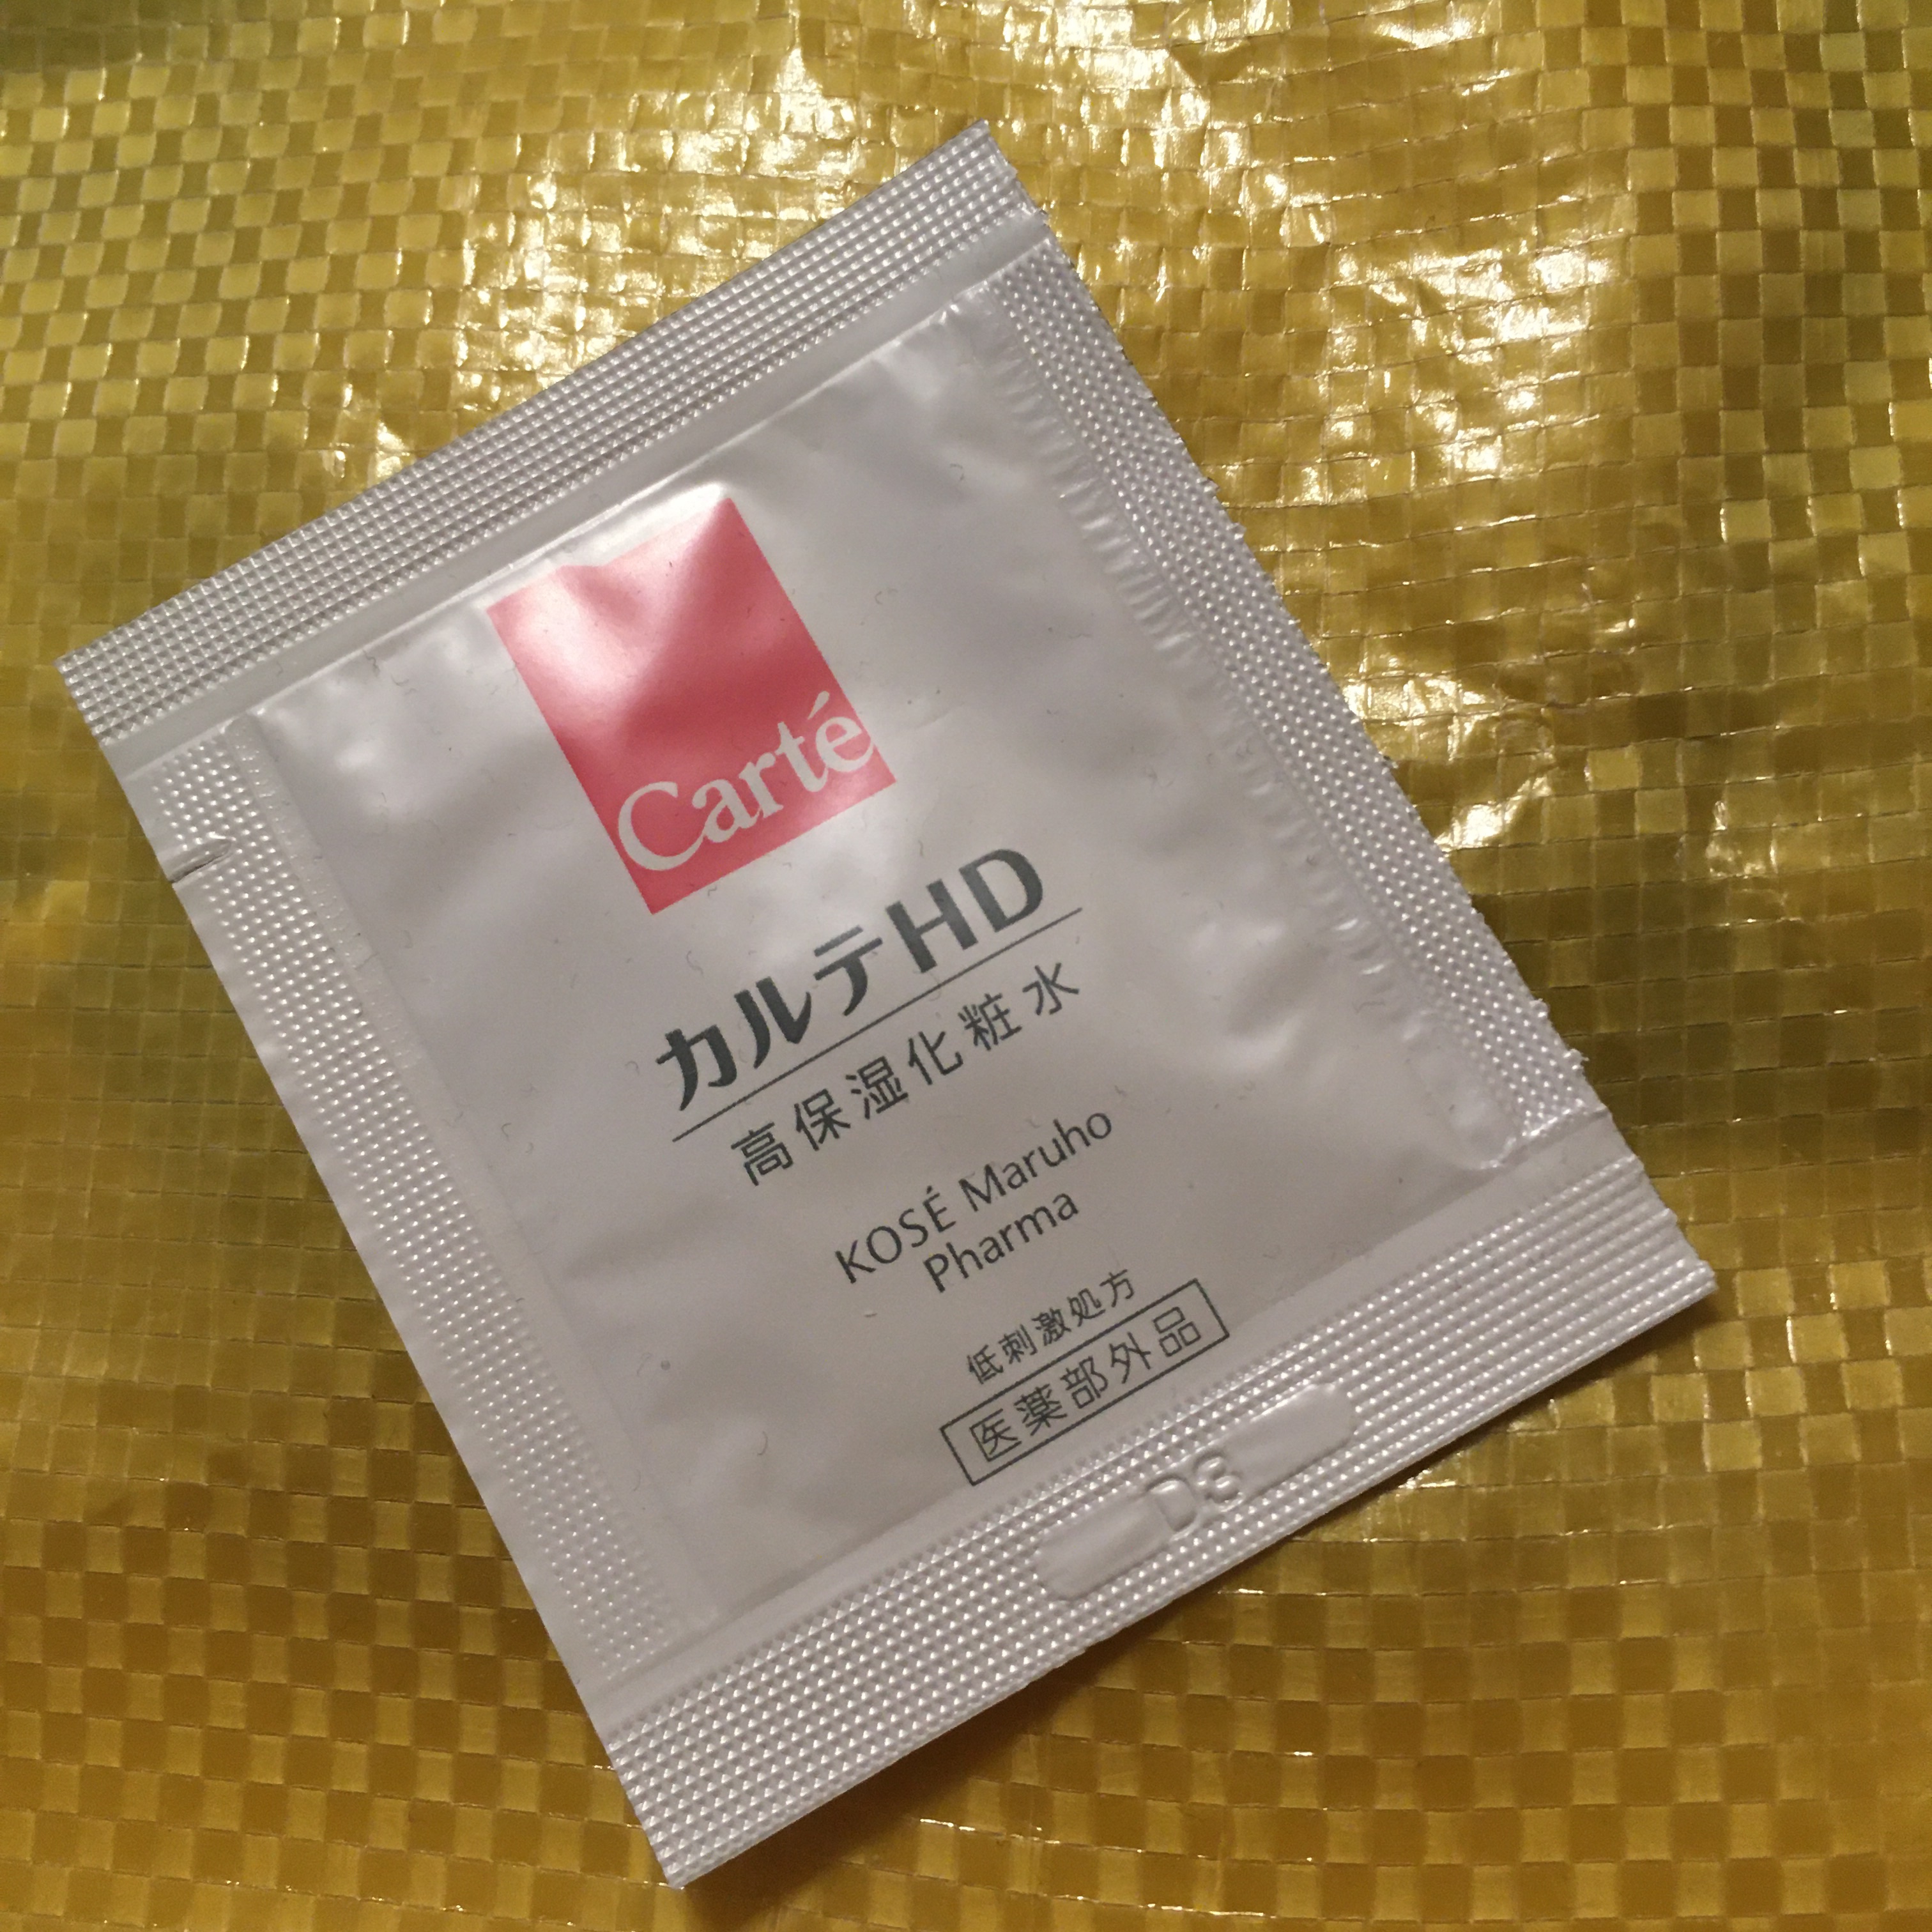 Carté
カルテHD
高保湿化粧水
KOSÉ Maruho
Pharma
低刺激処方
医薬部外品
D3